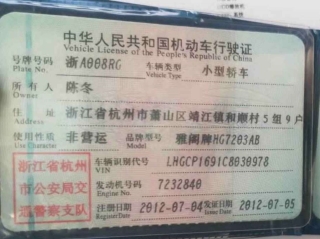 中华人民共和国机动车行驶证
Vehicle License of the People's Republic of China
号牌号码 浙A008RG 车辆类型 小型轿车
Plate No. Vehicle Type
所有人 陈冬
Owner
住址 浙江省杭州市萧山区靖江镇和顺村5组9户
Address
使用性质 非营运 品牌型号 雅阁牌HG7203AB
Use Character Model
浙江省杭州市公安局交通警察支队
车辆识别代号 LHGCP1691C8030978
VIN
发动机号码 7232840
Engine No.
注册日期 2012-07-04 发证日期 2012-07-05
Register Date Issue Date